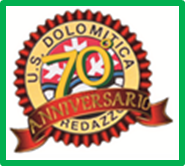 U.S. DOLOMITICA
70°
ANNIVERSARIO
PREDAZZO